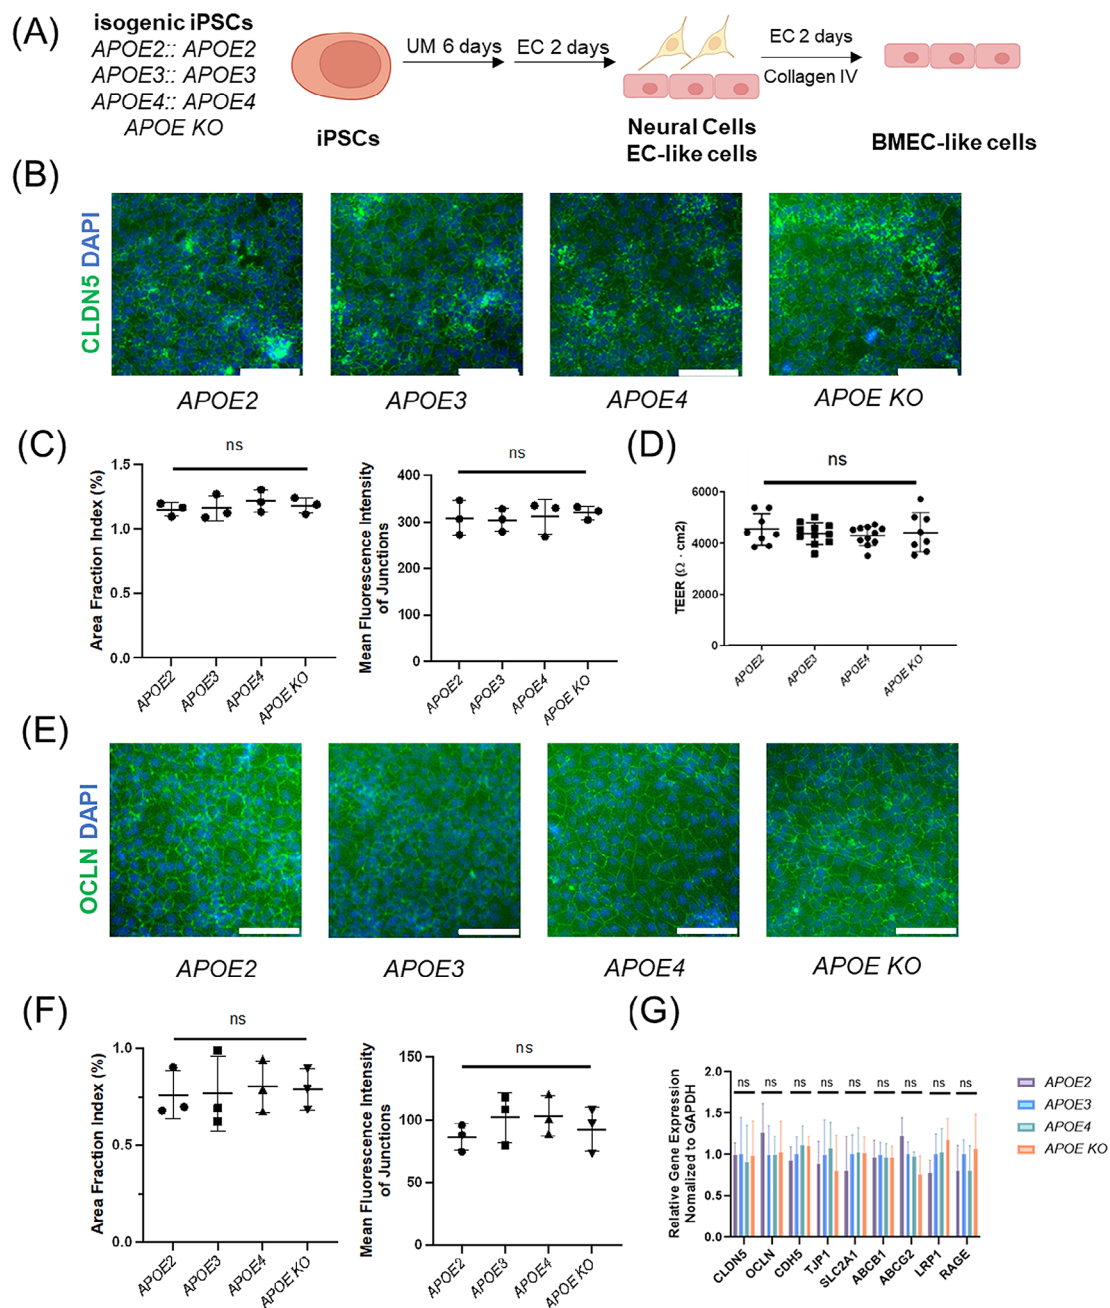 (A)
isogenic iPSCs
APOE2:: APOE2
APOE3:: APOE3
APOE4:: APOE4
APOE KO
iPSCs
UM 6 days
EC 2 days
Neural Cells
EC-like cells
EC 2 days
Collagen IV
BMEC-like cells
(B)
CLDN5 DAPI
APOE2
APOE3
APOE4
APOE KO
(C)
ns
Area Fraction Index (%)
1.5
1.0
0.5
0.0
APOE2
APOE3
APOE4
APOE KO
ns
Mean Fluorescence Intensity
of Junctions
400
300
200
100
0
APOE2
APOE3
APOE4
APOE KO
(D)
ns
TEER (Ω · cm2)
6000
4000
2000
0
APOE2
APOE3
APOE4
APOE KO
(E)
OCLN DAPI
APOE2
APOE3
APOE4
APOE KO
(F)
ns
Area Fraction Index (%)
1.0
0.5
0.0
APOE2
APOE3
APOE4
APOE KO
ns
Mean Fluorescence Intensity
of Junctions
150
100
50
0
APOE2
APOE3
APOE4
APOE KO
(G)
Relative Gene Expression
Normalized to GAPDH
2.0
1.5
1.0
0.5
0.0
ns ns ns ns ns ns ns ns ns
CLDN5
OCLN
CDH5
TJP1
SLC2A1
ABCB1
ABCG2
LRP1
RAGE
APOE2
APOE3
APOE4
APOE KO